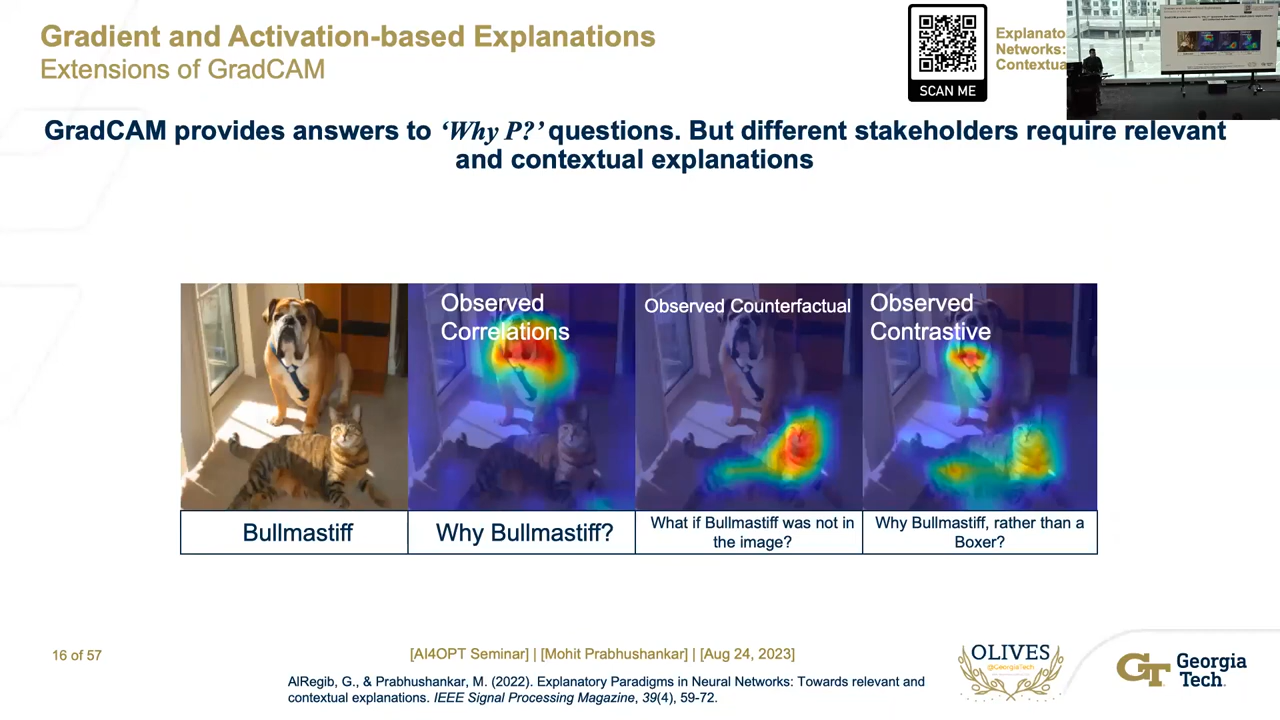 Gradient and Activation-based Explanations
Extensions of GradCAM
SCAN ME
Explanato
Networks:
Contextua
GradCAM provides answers to ‘Why P?’ questions. But different stakeholders require relevant
and contextual explanations
Observed
Correlations
Observed Counterfactual
Observed
Contrastive
Bullmastiff
Why Bullmastiff?
What if Bullmastiff was not in
the image?
Why Bullmastiff, rather than a
Boxer?
16 of 57
[AI4OPT Seminar] | [Mohit Prabhushankar] | [Aug 24, 2023]
AlRegib, G., & Prabhushankar, M. (2022). Explanatory Paradigms in Neural Networks: Towards relevant and
contextual explanations. IEEE Signal Processing Magazine, 39(4), 59-72.
OLIVES
@GeorgiaTech
GT
Georgia
Tech